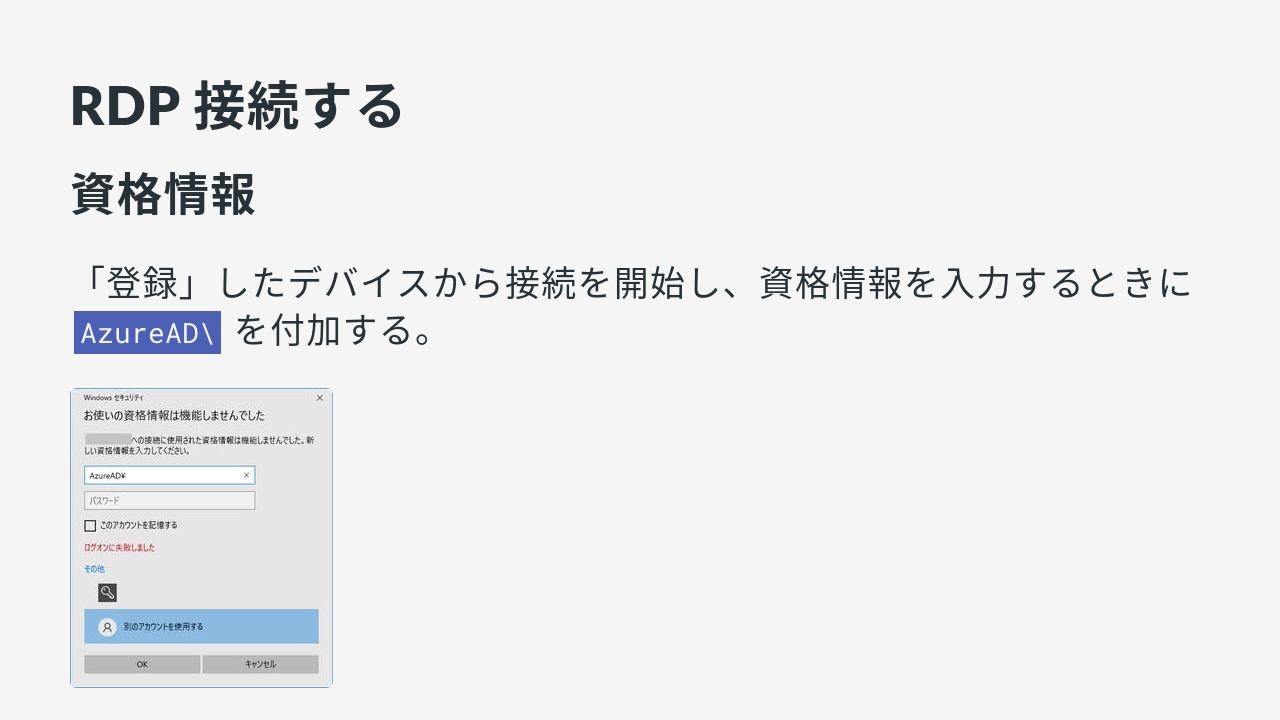 RDP 接続する
資格情報
「登録」したデバイスから接続を開始し、資格情報を入力するときに
AzureAD\ を付加する。
Windows セキュリティ
お使いの資格情報は機能しませんでした
への接続に使用された資格情報は機能しませんでした。新
しい資格情報を入力してください。
AzureAD¥
パスワード
このアカウントを記憶する
ログオンに失敗しました
その他
別のアカウントを使用する
OK
キャンセル